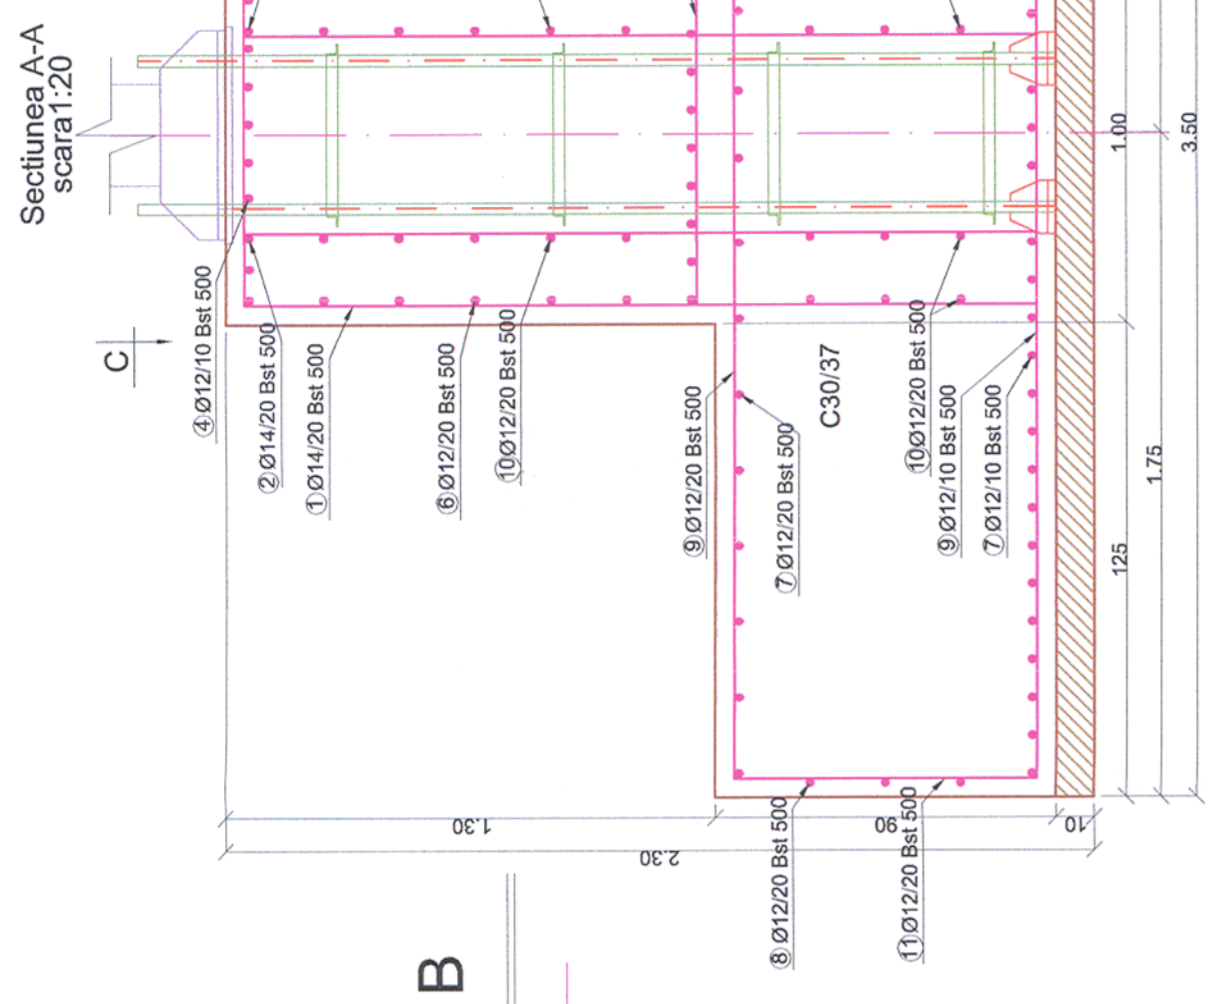 Sectiunea A-A
scara1:20
C
④Ø12/10 Bst 500
②Ø14/20 Bst 500
①Ø14/20 Bst 500
⑥Ø12/20 Bst 500
⑩Ø12/20 Bst 500
⑨Ø12/20 Bst 500
⑦Ø12/20 Bst 500
C30/37
⑩Ø12/20 Bst 500
⑨Ø12/10 Bst 500
⑦Ø12/10 Bst 500
1.00
3.50
1.75
125
1.30
90
10
2.30
⑧Ø12/20 Bst 500
⑪Ø12/20 Bst 500
B